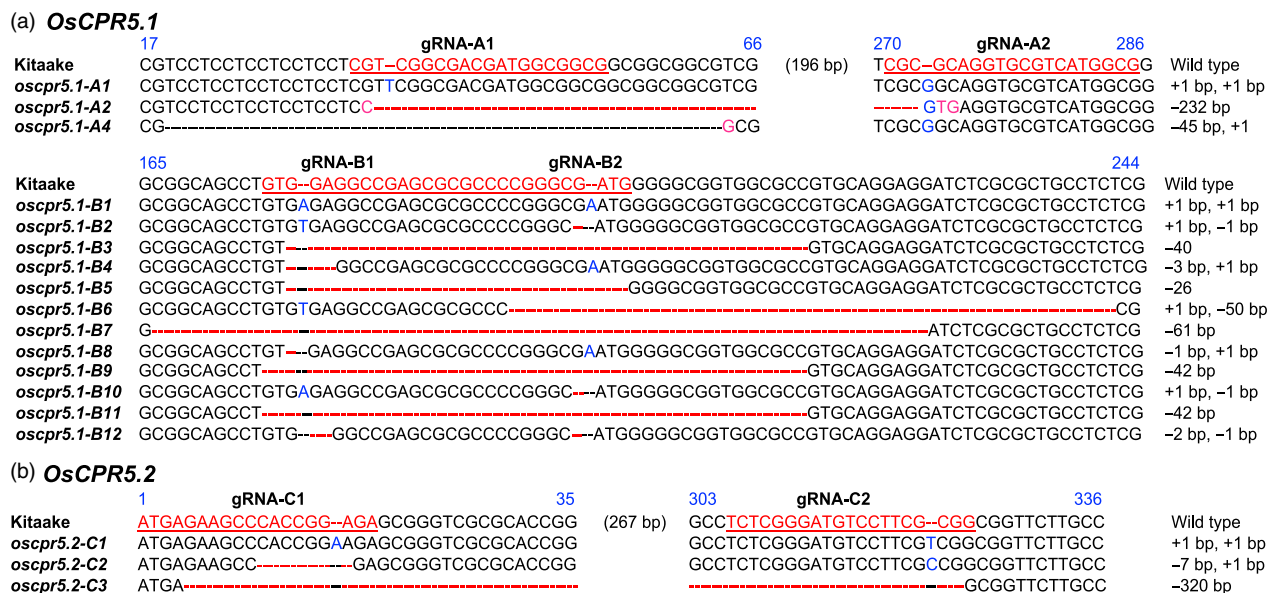 (a) OsCPR5.1
17 gRNA-A1 66 270 gRNA-A2 286
Kitaake CGTCCTCCTCCTCCTCCTCGT--CGGCGACGATGGCGGCGGCGGCGGCGTCG (196 bp) TCGC-GCAGGTGCGTCATGGCGG Wild type
oscpr5.1-A1 CGTCCTCCTCCTCCTCCTCGTTCGGCGACGATGGCGGCGGCGGCGGCGTCG TCGCGGCAGGTGCGTCATGGCGG +1 bp, +1 bp
oscpr5.1-A2 CGTCCTCCTCCTCCTCCTCC---------------------------------------- ------GTGAGGTGCGTCATGGCGG –232 bp
oscpr5.1-A4 CG------------------------------------------------------------GCG TCGCGGCAGGTGCGTCATGGCGG –45 bp, +1
165 gRNA-B1 gRNA-B2 244
Kitaake GCGGCAGCCTGTG--GAGGCCGAGCGCGCCCCGGGCG--ATGGGGGCGGTGGCGCCGTGCAGGAGGATCTCGCGCTGCCTCTCG Wild type
oscpr5.1-B1 GCGGCAGCCTGTGAGAGGCCGAGCGCGCCCCGGGCGAATGGGGGCGGTGGCGCCGTGCAGGAGGATCTCGCGCTGCCTCTCG +1 bp, +1 bp
oscpr5.1-B2 GCGGCAGCCTGTGTGAGGCCGAGCGCGCCCCGGGC----ATGGGGGCGGTGGCGCCGTGCAGGAGGATCTCGCGCTGCCTCTCG +1 bp, –1 bp
oscpr5.1-B3 GCGGCAGCCTGT--------------------------------------------------GTGCAGGAGGATCTCGCGCTGCCTCTCG –40
oscpr5.1-B4 GCGGCAGCCTGT------GGCCGAGCGCGCCCCGGGCGAATGGGGGCGGTGGCGCCGTGCAGGAGGATCTCGCGCTGCCTCTCG –3 bp, +1 bp
oscpr5.1-B5 GCGGCAGCCTGT----------------------------------GGGGCGGTGGCGCCGTGCAGGAGGATCTCGCGCTGCCTCTCG –26
oscpr5.1-B6 GCGGCAGCCTGTGTGAGGCCGAGCGCGCCC------------------------------------------------------------CG +1 bp, –50 bp
oscpr5.1-B7 G----------------------------------------------------------------------------ATCTCGCGCTGCCTCTCG –61 bp
oscpr5.1-B8 GCGGCAGCCTGT---GAGGCCGAGCGCGCCCCGGGCGAATGGGGGCGGTGGCGCCGTGCAGGAGGATCTCGCGCTGCCTCTCG –1 bp, +1 bp
oscpr5.1-B9 GCGGCAGCCT------------------------------------------------------GTGCAGGAGGATCTCGCGCTGCCTCTCG –42 bp
oscpr5.1-B10 GCGGCAGCCTGTGAGAGGCCGAGCGCGCCCCGGGC----ATGGGGGCGGTGGCGCCGTGCAGGAGGATCTCGCGCTGCCTCTCG +1 bp, –1 bp
oscpr5.1-B11 GCGGCAGCCT------------------------------------------------------GTGCAGGAGGATCTCGCGCTGCCTCTCG –42 bp
oscpr5.1-B12 GCGGCAGCCTGTG-----GGCCGAGCGCGCCCCGGGC----ATGGGGGCGGTGGCGCCGTGCAGGAGGATCTCGCGCTGCCTCTCG –2 bp, –1 bp
(b) OsCPR5.2
1 gRNA-C1 35 303 gRNA-C2 336
Kitaake ATGAGAAGCCCACCGG--AGAGCGGGTCGCGCACCGG (267 bp) GCCTCTCGGGATGTCCTTCG--CGGCGGTTCTTGCC Wild type
oscpr5.2-C1 ATGAGAAGCCCACCGGAAGAGCGGGTCGCGCACCGG GCCTCTCGGGATGTCCTTCGTCGGCGGTTCTTGCC +1 bp, +1 bp
oscpr5.2-C2 ATGAGAAGCC-----------GAGCGGGTCGCGCACCGG GCCTCTCGGGATGTCCTTCGCCGGCGGTTCTTGCC –7 bp, +1 bp
oscpr5.2-C3 ATGA---------------------------------------- ----------------------------GCGGTTCTTGCC –320 bp